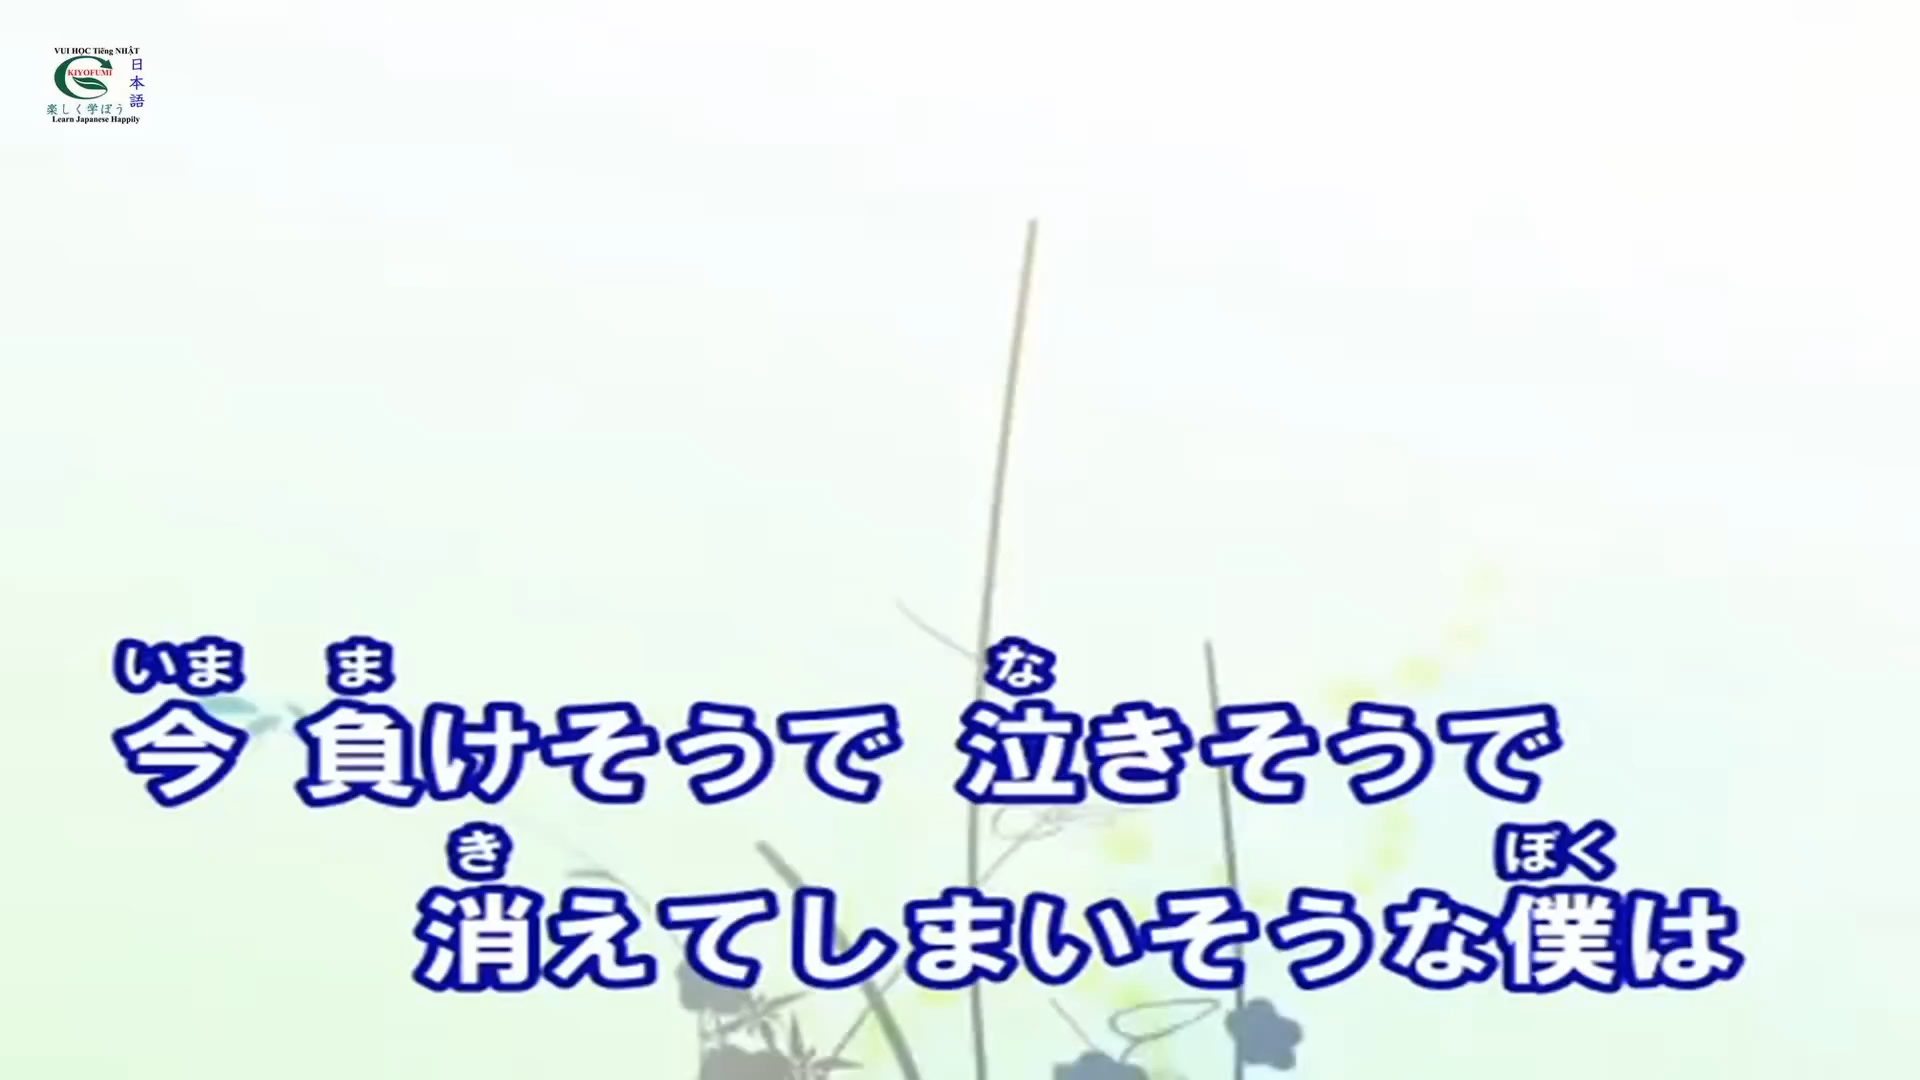 VUI HỌC Tiếng NHẬT
KIYOFUMI
日本語
楽しく学ぼう
Learn Japanese Happily
いま ま な
今 負けそうで 泣きそうで
き ぼく
消えてしまいそうな僕は